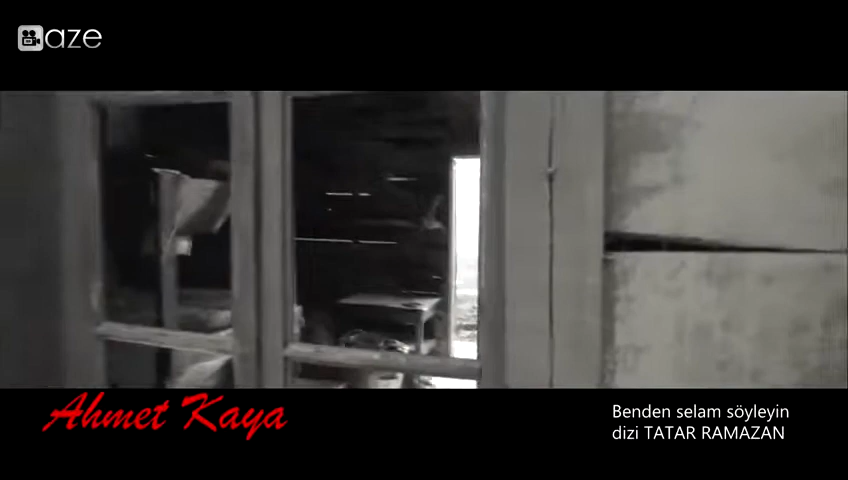 aze
Ahmet Kaya
Benden selam söyleyin
dizi TATAR RAMAZAN